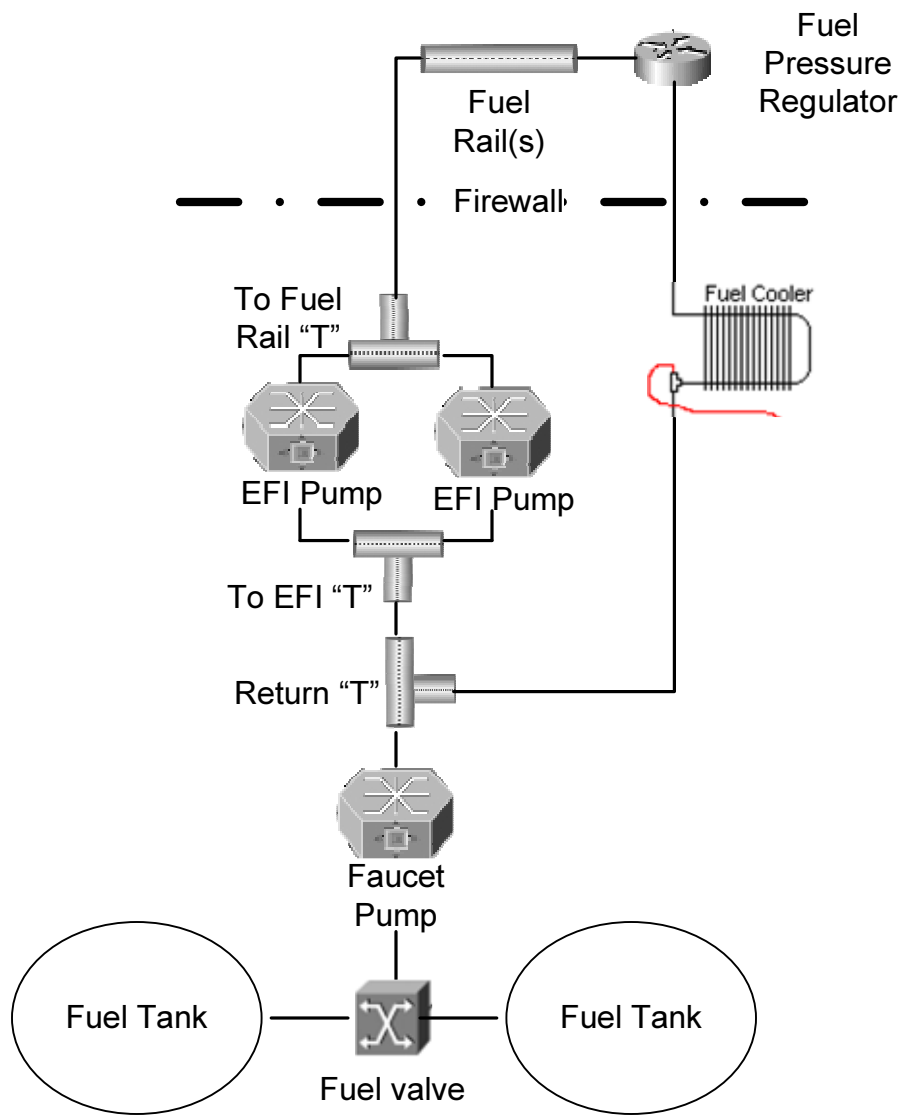 Fuel
Pressure
Regulator
Fuel
Rail(s)
Firewall
To Fuel
Rail “T”
Fuel Cooler
EFI Pump
EFI Pump
To EFI “T”
Return “T”
Faucet
Pump
Fuel Tank
Fuel Tank
Fuel valve